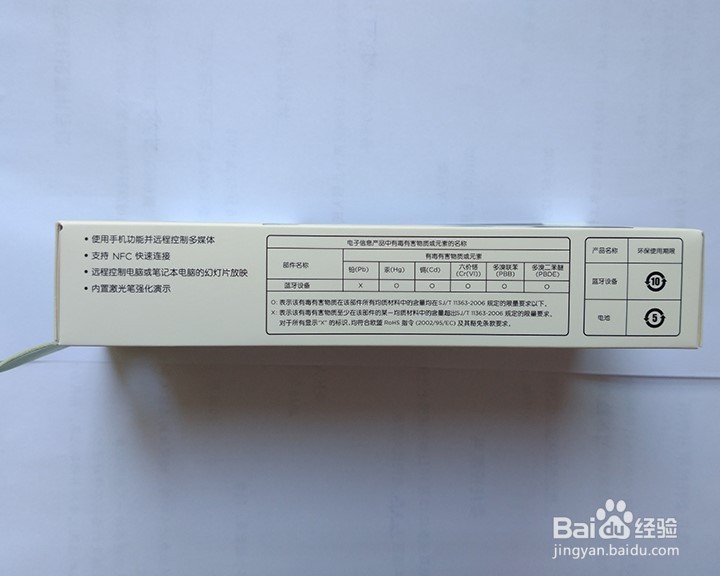 • 使用手机功能并远程控制多媒体
• 支持 NFC 快速连接
• 远程控制电脑或笔记本电脑的幻灯片放映
• 内置激光笔强化演示
电子信息产品中有毒有害物质或元素的名称
部件名称 有毒有害物质或元素
铅(Pb) 汞(Hg) 镉(Cd) 六价铬(Cr(VI)) 多溴联苯(PBB) 多溴二苯醚(PBDE)
蓝牙设备 X O O O O O
O: 表示该有毒有害物质在该部件所有均质材料中的含量均在SJ/T 11363-2006 规定的限量要求以下。
X: 表示该有毒有害物质至少在该部件的某一均质材料中的含量超出SJ/T 11363-2006 规定的限量要求。
对于所有显示"X" 的标识, 均符合欧盟 RoHS 指令 (2002/95/EC) 及其豁免条款要求。
产品名称 环保使用期限
蓝牙设备 10
电缆 5
Baidu 经验
jingyan.baidu.com